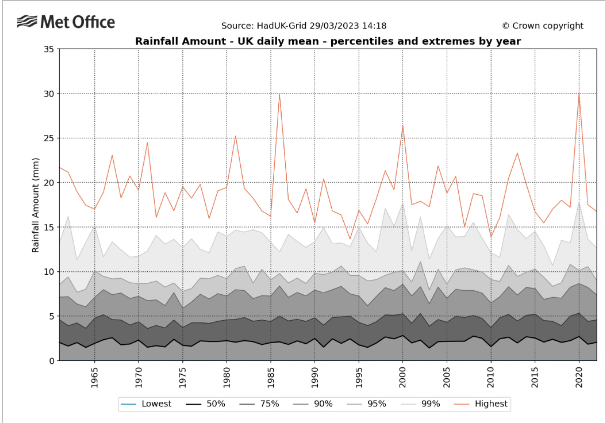 Met Office
Source: HadUK-Grid 29/03/2023 14:18
© Crown copyright
Rainfall Amount - UK daily mean - percentiles and extremes by year
Rainfall Amount (mm)
35
30
25
20
15
10
5
0
1965 1970 1975 1980 1985 1990 1995 2000 2005 2010 2015 2020
Lowest 50% 75% 90% 95% 99% Highest